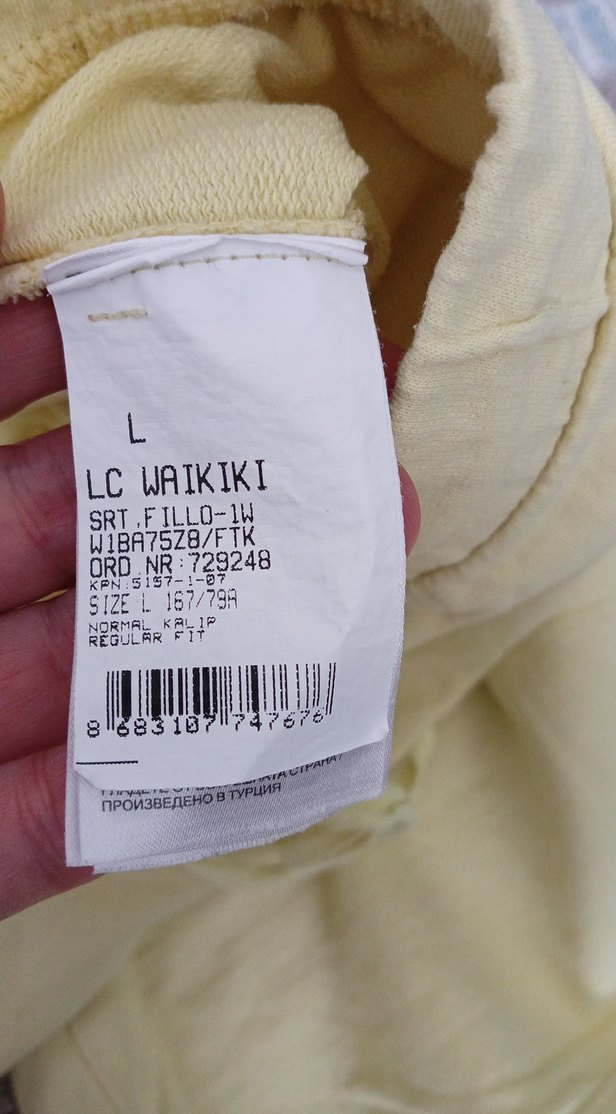 L
LC WAIKIKI
SRT.FILLO-1W
W1BA75Z8/FTK
ORD.NR:729248
KPN:5157-1-07
SIZE L 167/79A
NORMAL KALIP
REGULAR FIT
8 683107 747676
СТРАНА
ПРОИЗВЕДЕНО В ТУРЦИЯ